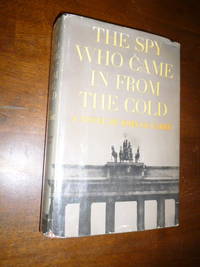 THE SPY
WHO CAME
IN FROM
THE COLD